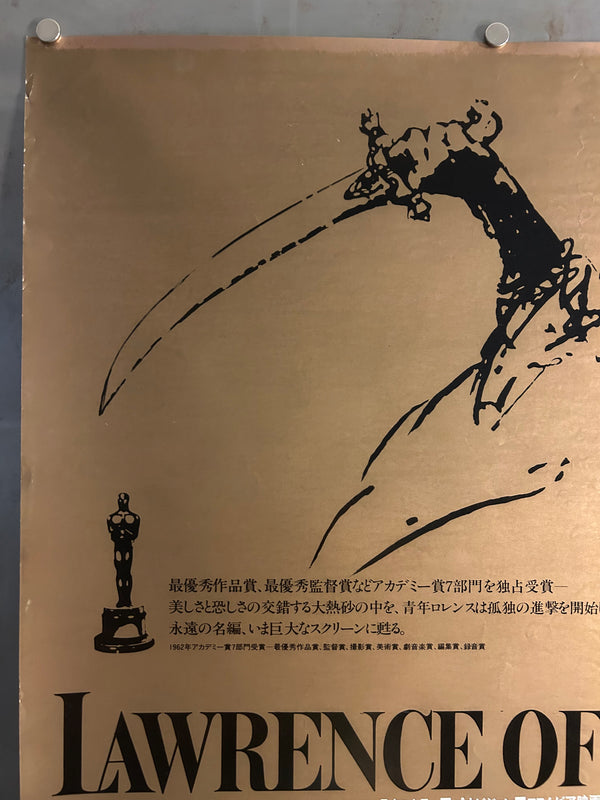 最優秀作品賞、最優秀監督賞などアカデミー賞7部門を独占受賞—
美しさと恐しさの交錯する大熱砂の中を、青年ロレンスは孤独の進撃を開始
永遠の名編、いま巨大なスクリーンに甦る。
1962年アカデミー賞7部門受賞—最優秀作品賞、監督賞、撮影賞、美術賞、劇音楽賞、編集賞、録音賞
LAWRENCE OF